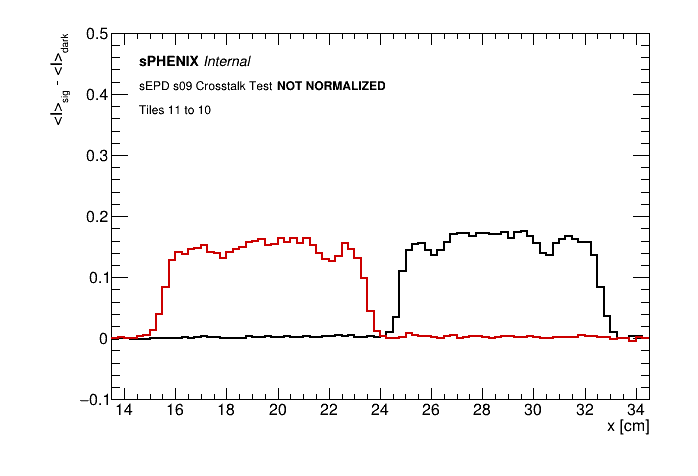 0.5
0.4
0.3
0.2
0.1
0
−0.1
<I>sig - <I>dark
sPHENIX Internal
sEPD s09 Crosstalk Test NOT NORMALIZED
Tiles 11 to 10
14 16 18 20 22 24 26 28 30 32 34
x [cm]